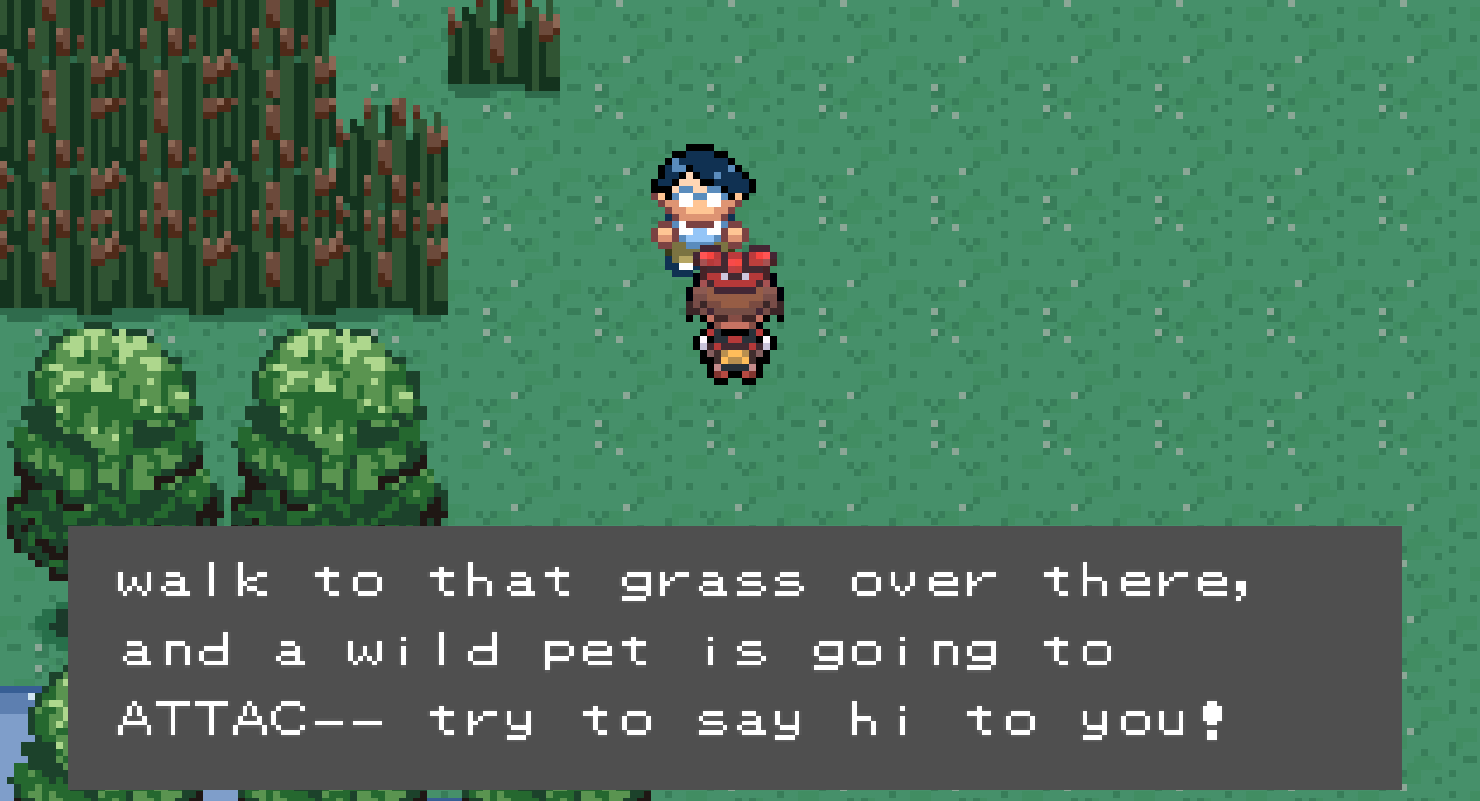 walk to that grass over there,
and a wild pet is going to
ATTAC-- try to say hi to you!